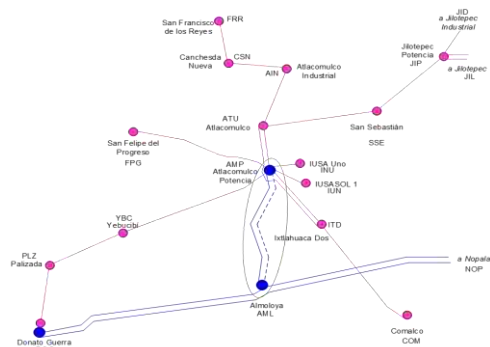 JID
a Jilotepec
Industrial
San Francisco
de los Reyes
FRR
Jilotepec
Potencia
JIP
Canchesda
Nueva
CSN
AIN
Atlacomulco
Industrial
a Jilotepec
JIL
ATU
Atlacomulco
San Sebastián
SSE
San Felipe del
Progreso
FPG
AMP
Atlacomulco
Potencia
IUSA Uno
INU
IUSASOL 1
IUN
YBC
Yebucibí
ITD
Ixtlahuaca Dos
PLZ
Palizada
a Nopala
NOP
Almoloya
AML
Donato Guerra
Comalco
COM